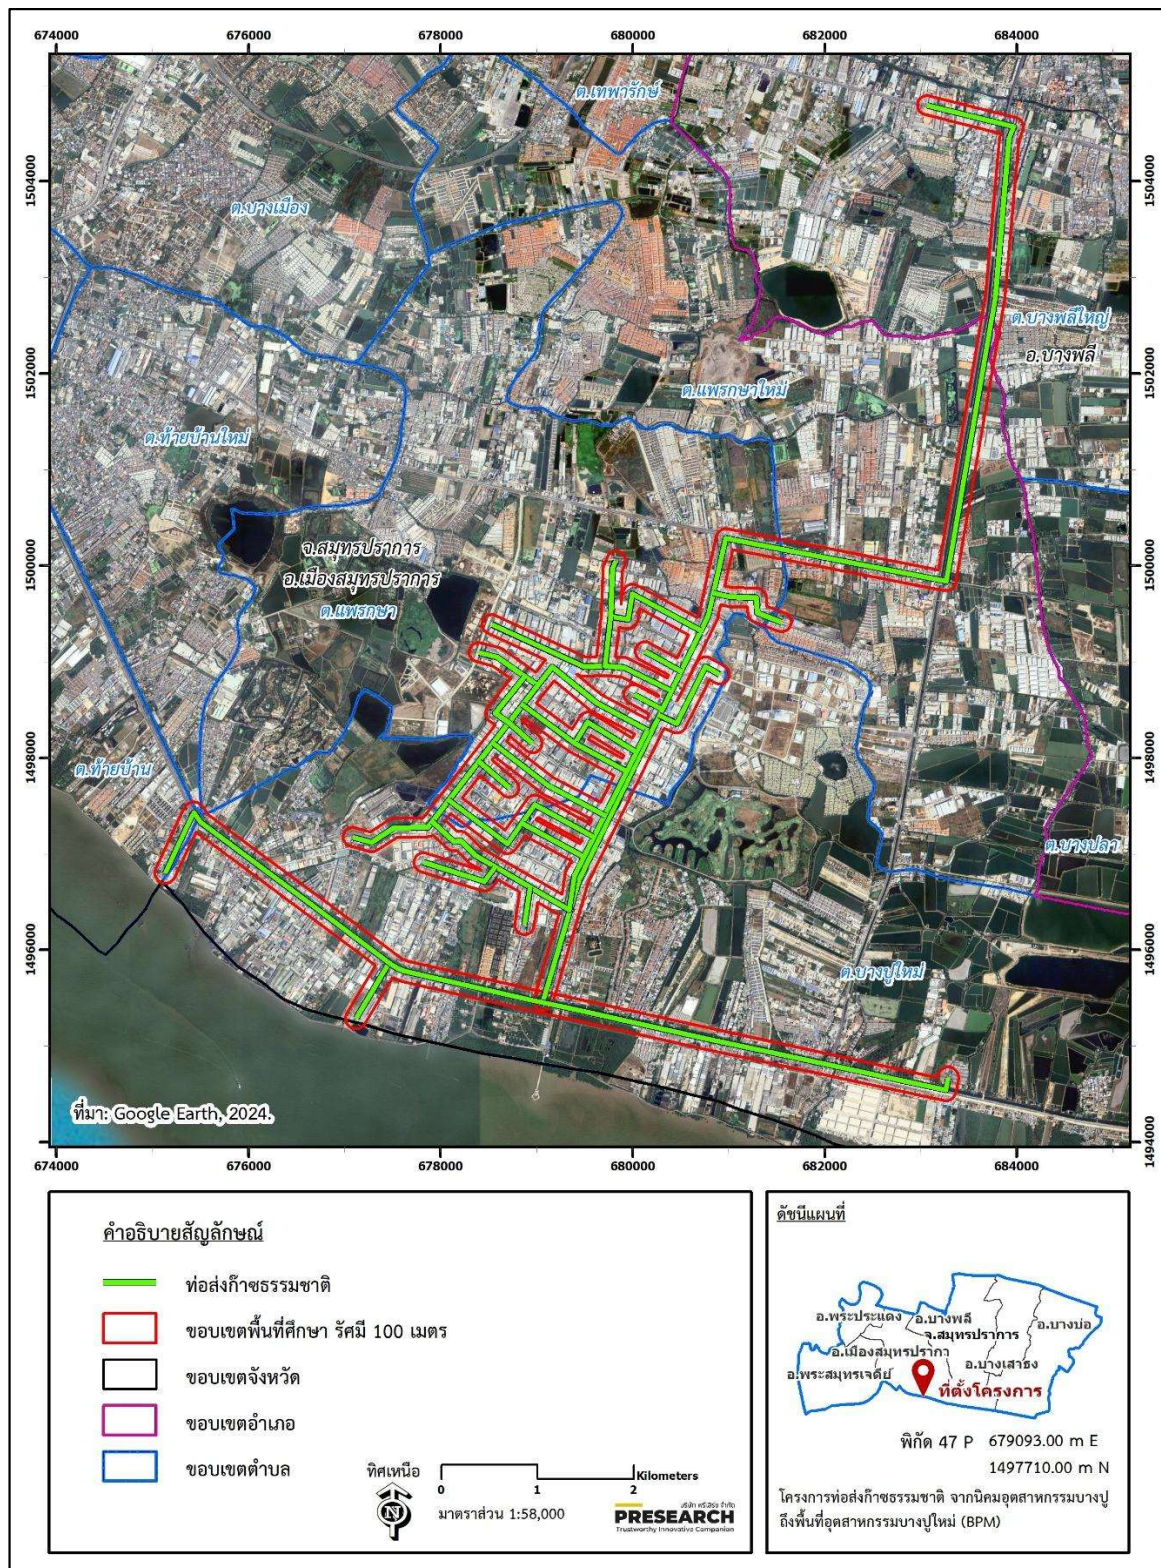 674000 676000 678000 680000 682000 684000
ต.เทพารักษ์
1504000 1504000
ต.บางเมือง
ต.บางพลีใหญ่
อ.บางพลี
1502000 1502000
ต.แพรกษาใหม่
ต.ท้ายบ้านใหม่
จ.สมุทรปราการ
1500000 1500000
อ.เมืองสมุทรปราการ
ต.แพรกษา
1498000 1498000
ต.ท้ายบ้าน
ต.บางปลา
1496000 1496000
ต.บางปูใหม่
ที่มา: Google Earth, 2024.
1494000 1494000
674000 676000 678000 680000 682000 684000
คำอธิบายสัญลักษณ์
ท่อส่งก๊าซธรรมชาติ
ขอบเขตพื้นที่ศึกษา รัศมี 100 เมตร
ขอบเขตจังหวัด
ขอบเขตอำเภอ
ขอบเขตตำบล
ทิศเหนือ
N
0 1 2 Kilometers
มาตราส่วน 1:58,000
PRESEARCH
Trustworthy Innovative Companion
ดัชนีแผนที่
อ.พระประแดง
อ.บางพลี
จ.สมุทรปราการ
อ.บางบ่อ
อ.เมืองสมุทรปรากา
อ.บางเสาธง
อ.พระสมุทรเจดีย์
ที่ตั้งโครงการ
พิกัด 47 P 679093.00 m E
1497710.00 m N
โครงการท่อส่งก๊าซธรรมชาติ จากนิคมอุตสาหกรรมบางปู
ถึงพื้นที่อุตสาหกรรมบางปูใหม่ (BPM)